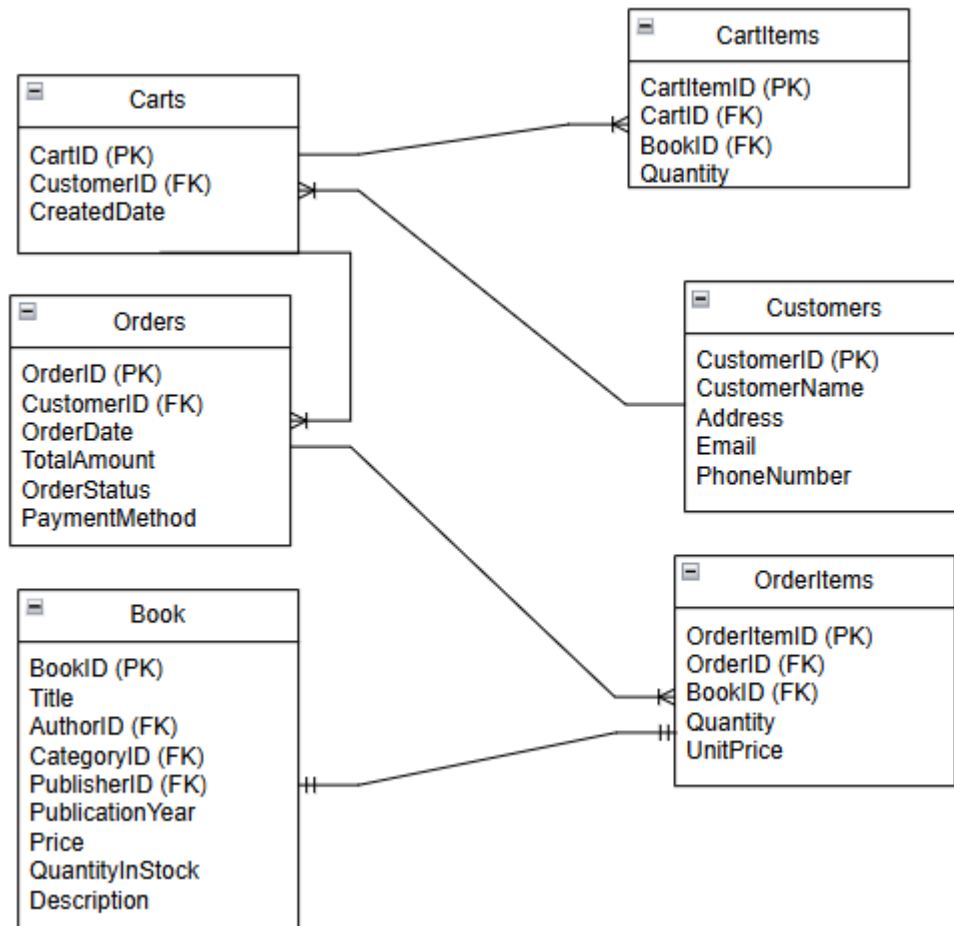 Carts
CartID (PK)
CustomerID (FK)
CreatedDate
CartItems
CartItemID (PK)
CartID (FK)
BookID (FK)
Quantity
Orders
OrderID (PK)
CustomerID (FK)
OrderDate
TotalAmount
OrderStatus
PaymentMethod
Customers
CustomerID (PK)
CustomerName
Address
Email
PhoneNumber
Book
BookID (PK)
Title
AuthorID (FK)
CategoryID (FK)
PublisherID (FK)
PublicationYear
Price
QuantityInStock
Description
OrderItems
OrderItemID (PK)
OrderID (FK)
BookID (FK)
Quantity
UnitPrice